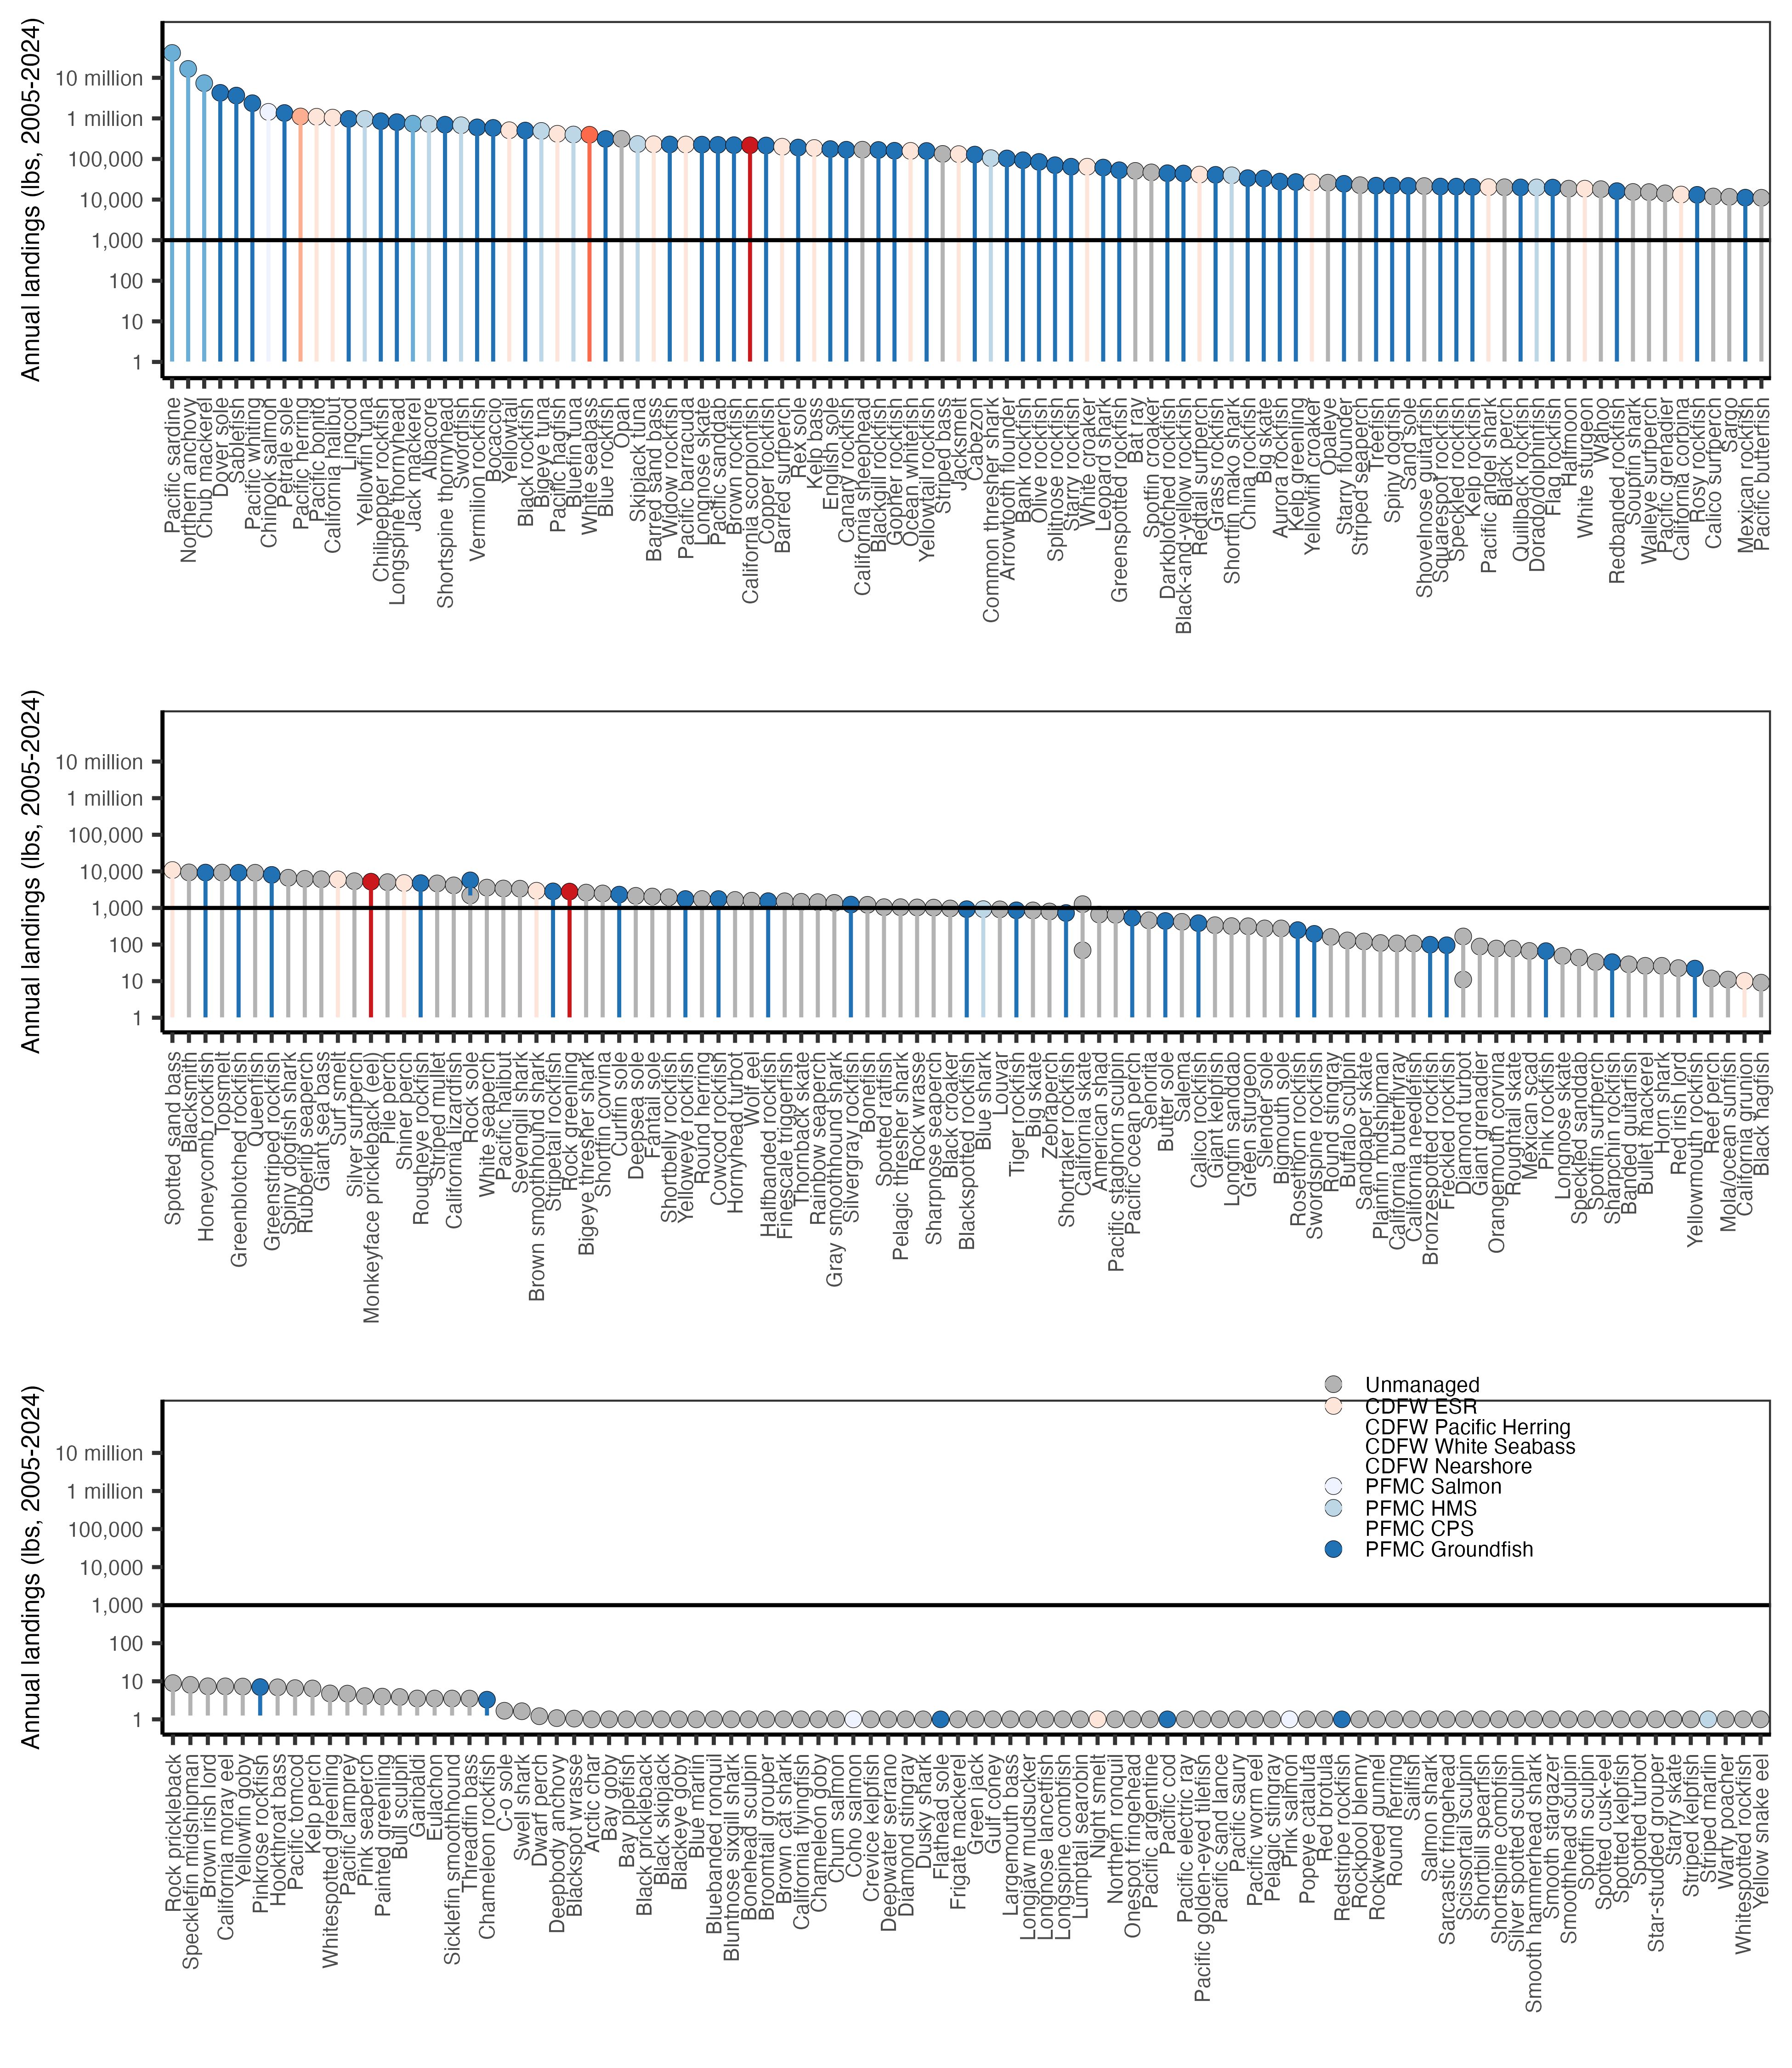 Annual landings (lbs, 2005-2024)
10 million
1 million
100,000
10,000
1,000
100
10
1
Pacific sardine
Northern anchovy
Chub mackerel
Dover sole
Sablefish
Pacific whiting
Chinook salmon
Petrale sole
Pacific herring
Pacific bonito
California halibut
Lingcod
Yellowfin tuna
Chilipepper rockfish
Longspine thornyhead
Jack mackerel
Albacore
Shortspine thornyhead
Swordfish
Vermilion rockfish
Bocaccio
Yellowtail
Black rockfish
Bigeye tuna
Pacific hagfish
Bluefin tuna
White seabass
Blue rockfish
Opah
Skipjack tuna
Barred sand bass
Widow rockfish
Pacific barracuda
Longnose skate
Pacific sanddab
Brown rockfish
California scorpionfish
Copper rockfish
Barred surfperch
Rex sole
Kelp bass
English sole
Canary rockfish
California sheephead
Blackgill rockfish
Gopher rockfish
Ocean whitefish
Yellowtail rockfish
Striped bass
Jacksmelt
Cabezon
Common thresher shark
Arrowtooth flounder
Bank rockfish
Olive rockfish
Splitnose rockfish
Starry rockfish
White croaker
Leopard shark
Greenspotted rockfish
Bat ray
Spotfin croaker
Darkblotched rockfish
Black-and-yellow rockfish
Redtail surfperch
Grass rockfish
Shortfin mako shark
China rockfish
Big skate
Aurora rockfish
Kelp greenling
Yellowfin croaker
Opaleye
Starry flounder
Striped seaperch
Treefish
Spiny dogfish
Sand sole
Shovelnose guitarfish
Squarespot rockfish
Speckled rockfish
Kelp rockfish
Pacific angel shark
Black perch
Quillback rockfish
Dorado/dolphinfish
Flag rockfish
Halfmoon
White sturgeon
Wahoo
Redbanded rockfish
Soupfin shark
Walleye surfperch
Pacific grenadier
California corbina
Rosy rockfish
Calico surfperch
Sargo
Mexican rockfish
Pacific butterfish
Annual landings (lbs, 2005-2024)
10 million
1 million
100,000
10,000
1,000
100
10
1
Spotted sand bass
Blacksmith
Honeycomb rockfish
Topsmelt
Greenblotched rockfish
Queenfish
Greenstriped rockfish
Spiny dogfish shark
Rubberlip seaperch
Giant sea bass
Surf smelt
Silver surfperch
Monkeyface prickleback (eel)
Pile perch
Shiner perch
Rougheye rockfish
Striped mullet
California lizardfish
Rock sole
White seaperch
Pacific halibut
Sevengill shark
Brown smoothhound shark
Stripetail rockfish
Rock greenling
Bigeye thresher shark
Shortfin corvina
Curlfin sole
Deepsea sole
Fantail sole
Shortbelly rockfish
Yelloweye rockfish
Round herring
Cowcod rockfish
Hornyhead turbot
Wolf eel
Halfbanded rockfish
Finescale triggerfish
Thornback skate
Rainbow seaperch
Gray smoothhound shark
Silvergray rockfish
Bonefish
Spotted ratfish
Pelagic thresher shark
Rock wrasse
Sharpnose seaperch
Black croaker
Blackspotted rockfish
Blue shark
Louvar
Tiger rockfish
Big skate
Zebraperch
Shortraker rockfish
California skate
American shad
Pacific staghorn sculpin
Pacific ocean perch
Senorita
Butter sole
Salema
Calico rockfish
Giant kelpfish
Longfin sanddab
Green sturgeon
Slender sole
Bigmouth sole
Rosethorn rockfish
Swordspine rockfish
Round stingray
Buffalo sculpin
Sandpaper skate
Plainfin midshipman
California butterflyray
California needlefish
Bronzespotted rockfish
Freckled rockfish
Diamond turbot
Giant grenadier
Orangemouth corvina
Roughtail skate
Mexican scad
Pink rockfish
Longnose skate
Speckled sanddab
Spotfin surfperch
Sharpchin rockfish
Banded guitarfish
Bullet mackerel
Horn shark
Red Irish lord
Yellowmouth rockfish
Reef perch
Mola/ocean sunfish
California grunion
Black hagfish
Annual landings (lbs, 2005-2024)
10 million
1 million
100,000
10,000
1,000
100
10
1
Unmanaged
CDFW ESR
CDFW Pacific Herring
CDFW White Seabass
CDFW Nearshore
PFMC Salmon
PFMC HMS
PFMC CPS
PFMC Groundfish
Rock prickleback
Specklefin midshipman
Brown irish lord
California moray eel
Yellowfin goby
Pinkrose rockfish
Hookthroat bass
Pacific tomcod
Kelp perch
Whitespotted greenling
Pacific lamprey
Pink seaperch
Painted greenling
Bull sculpin
Garibaldi
Eulachon
Sicklefin smoothhound
Threadfin bass
Chameleon rockfish
C-o sole
Swell shark
Dwarf perch
Deepbody anchovy
Blackspot wrasse
Arctic char
Bay goby
Bay pipefish
Black prickleback
Black skipjack
Blackeye goby
Blue marlin
Bluebanded ronquil
Bluntnose sixgill shark
Bonehead sculpin
Broomtail grouper
Brown cat shark
California flyingfish
Chameleon goby
Chum salmon
Coho salmon
Crevice kelpfish
Deepwater serrano
Diamond stingray
Dusky shark
Flathead sole
Frigate mackerel
Green jack
Gulf coney
Largemouth bass
Longjaw mudsucker
Longnose lancetfish
Longspine combfish
Lumptail searobin
Night smelt
Northern ronquil
Onespot fringehead
Pacific argentine
Pacific cod
Pacific electric ray
Pacific golden-eyed tilefish
Pacific sand lance
Pacific saury
Pacific worm eel
Pelagic stingray
Pink salmon
Popeye catalufa
Red brotula
Redstripe rockfish
Rockpool blenny
Rockweed gunnel
Round herring
Sailfish
Salmon shark
Sarcastic fringehead
Scissortail sculpin
Shortbill spearfish
Shortspine combfish
Silver spotted sculpin
Smooth hammerhead shark
Smooth stargazer
Smoothhead sculpin
Spotfin sculpin
Spotted cusk-eel
Spotted kelpfish
Spotted turbot
Star-studded grouper
Starry skate
Striped kelpfish
Striped marlin
Warty poacher
Whitespotted rockfish
Yellow snake eel